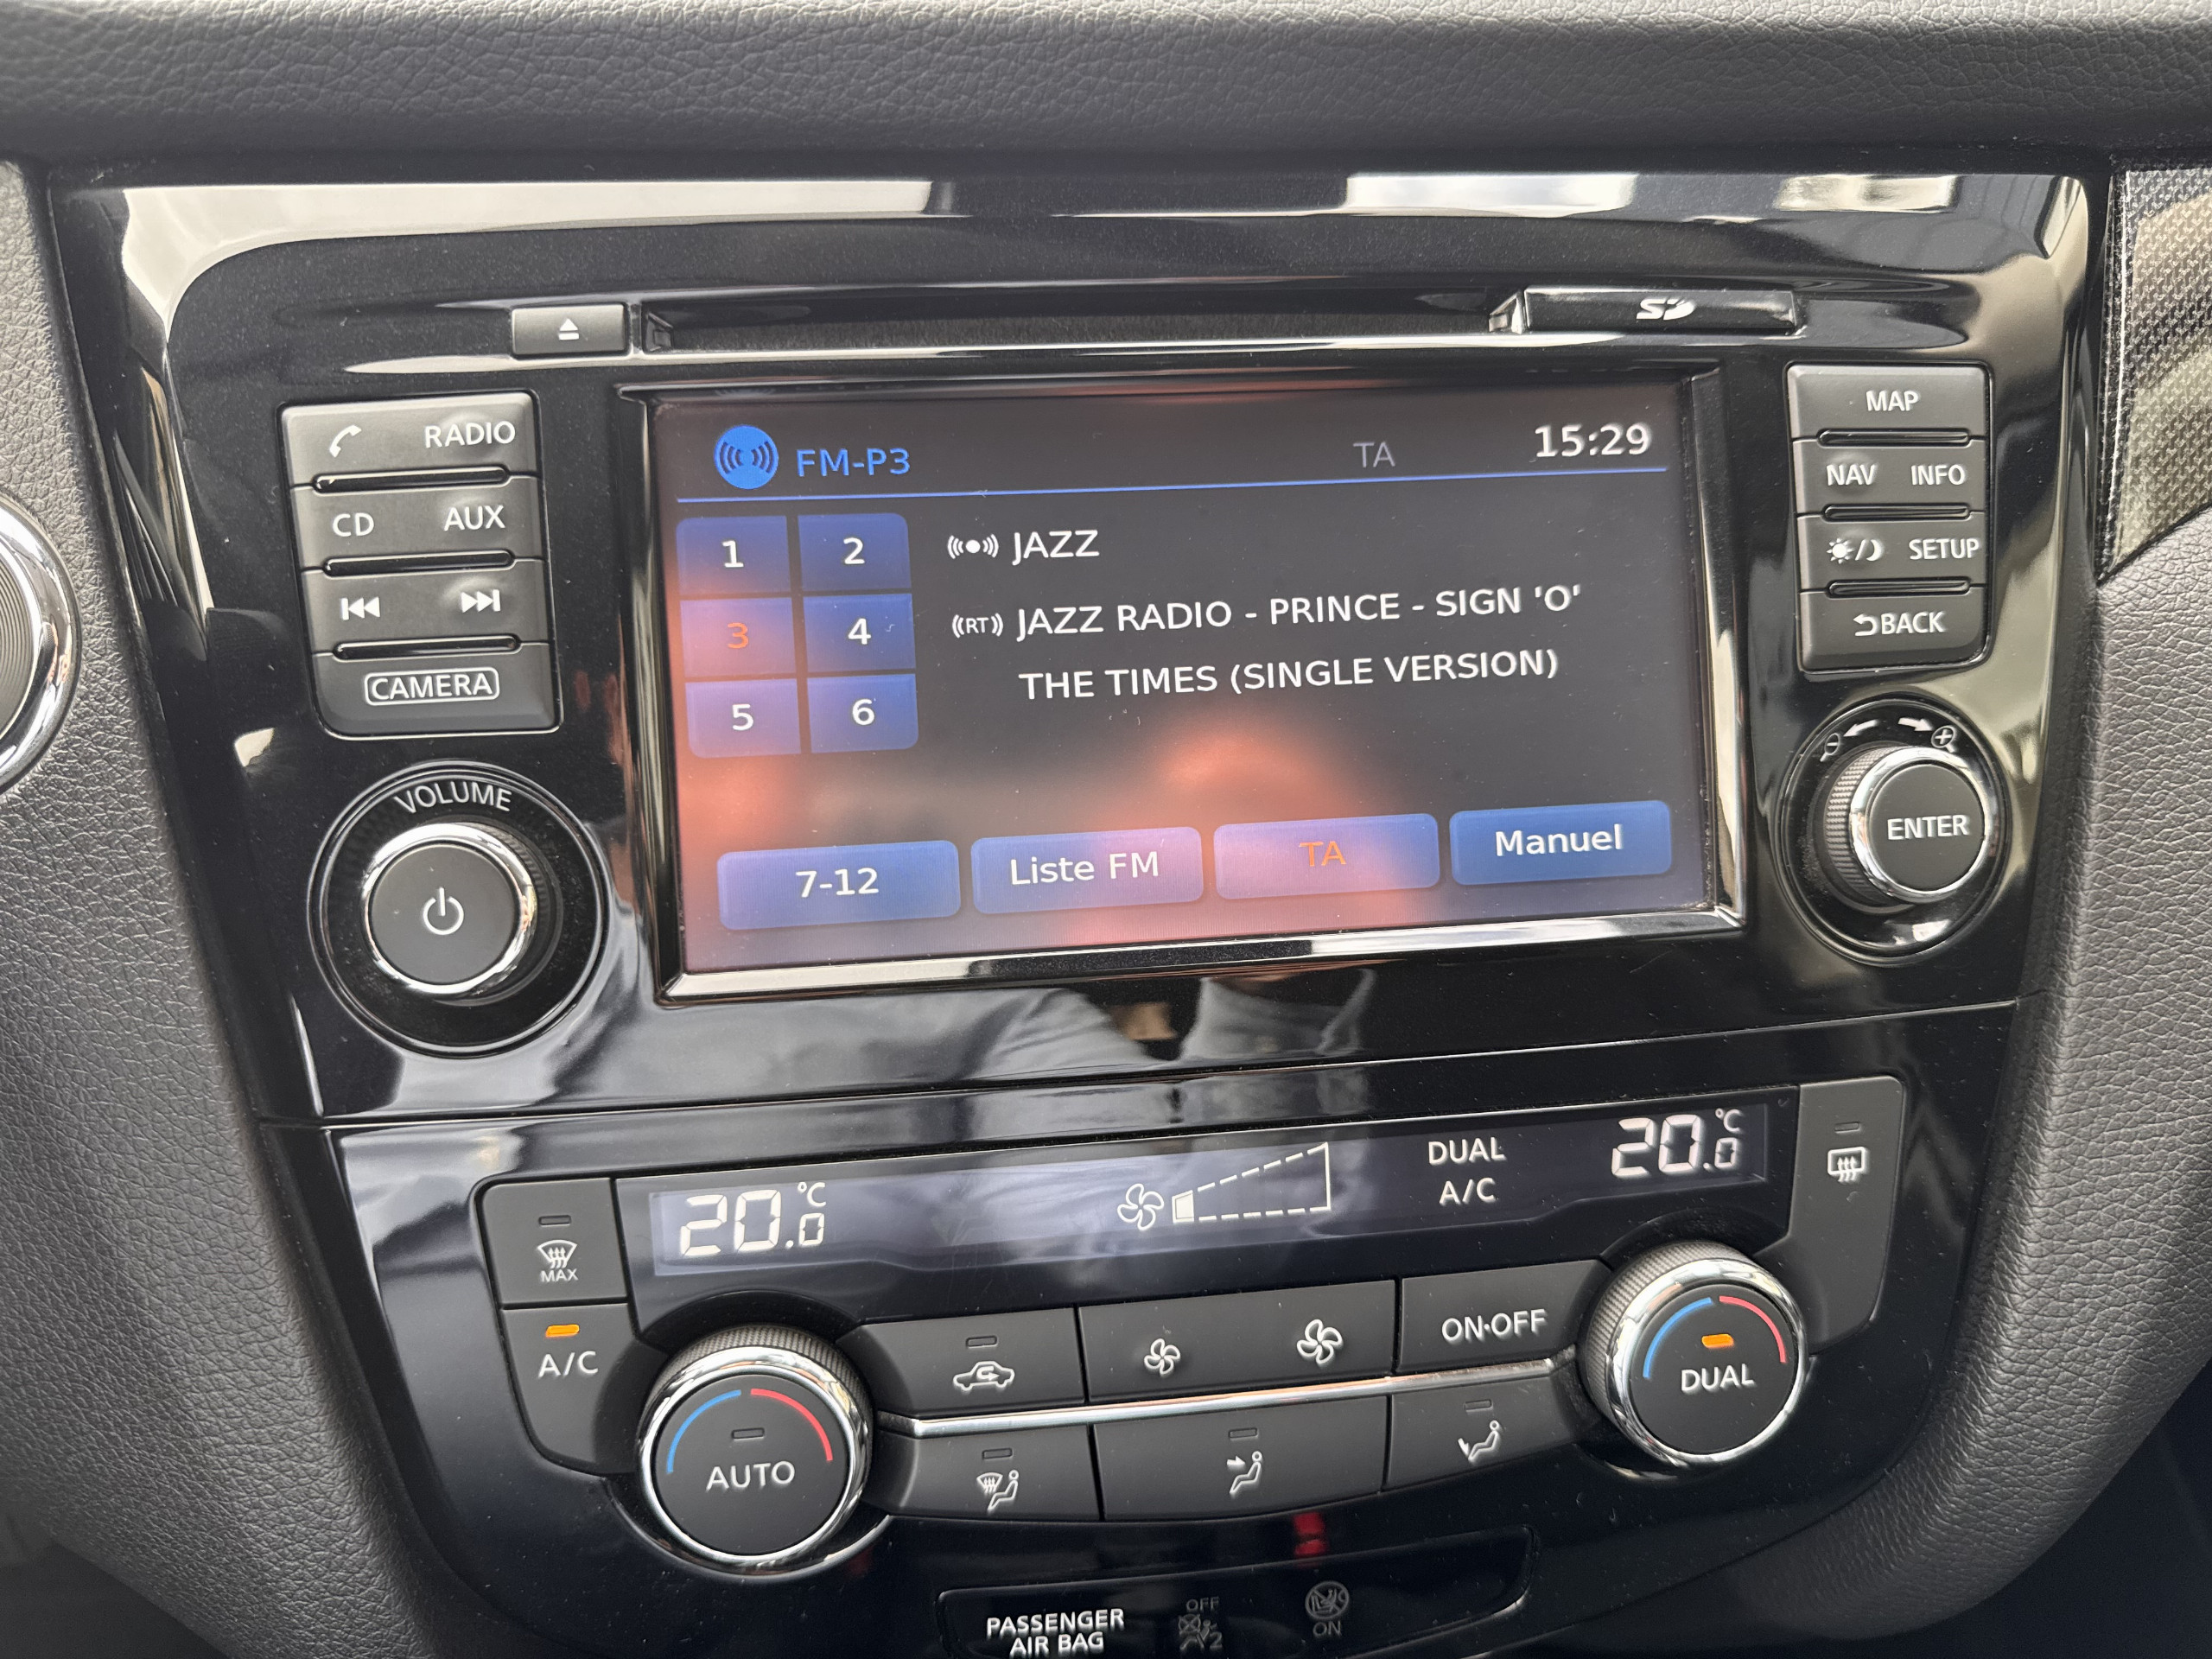 SD
RADIO
CD AUX
CAMERA
VOLUME
FM-P3 TA 15:29
1 2
3 4
5 6
JAZZ
RT JAZZ RADIO - PRINCE - SIGN 'O'
THE TIMES (SINGLE VERSION)
7-12 Liste FM TA Manuel
MAP
NAV INFO
SETUP
BACK
ENTER
20.0 °C
DUAL
A/C
20.0 °C
MAX
A/C
AUTO
ON·OFF
DUAL
PASSENGER
AIR BAG
OFF
2
ON